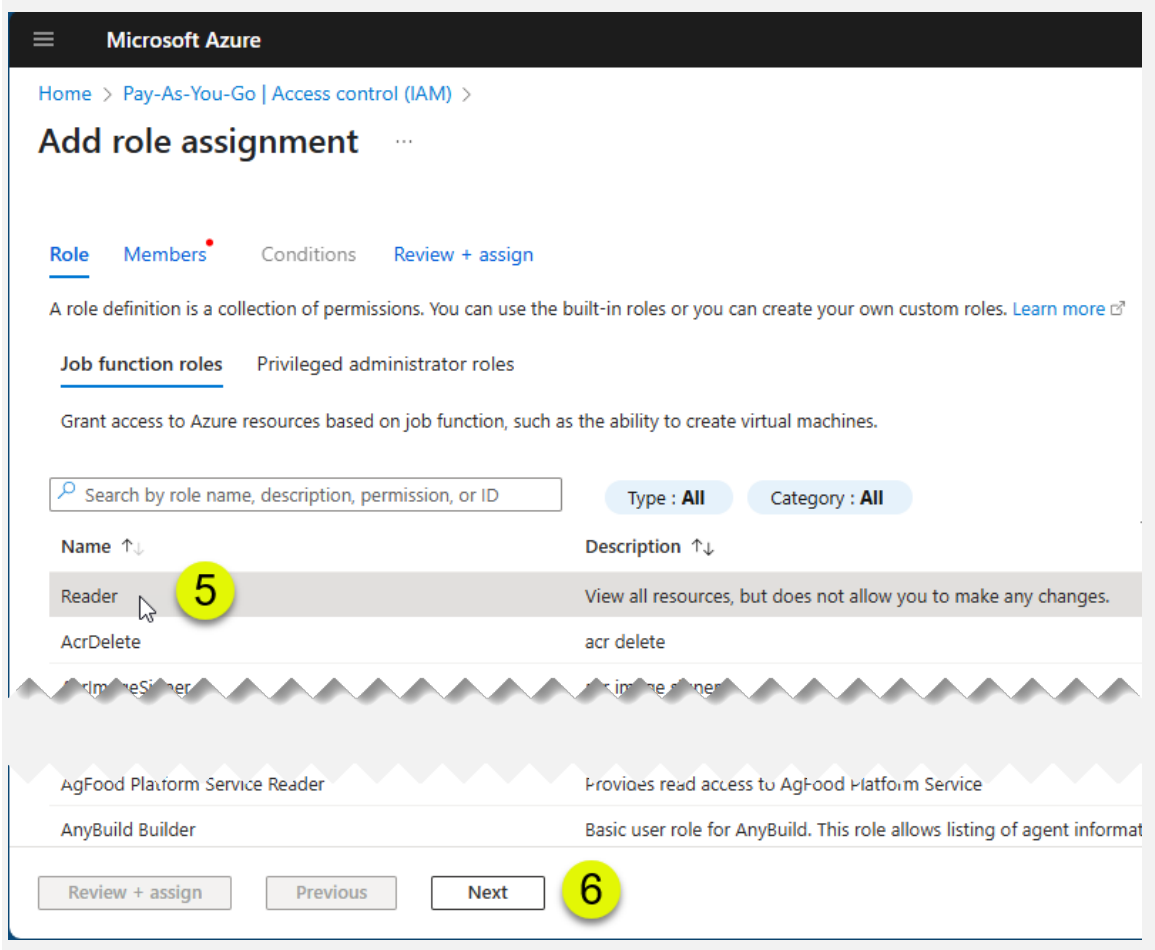 Microsoft Azure
Home > Pay-As-You-Go | Access control (IAM) >
Add role assignment ...
Role Members Conditions Review + assign
A role definition is a collection of permissions. You can use the built-in roles or you can create your own custom roles. Learn more
Job function roles Privileged administrator roles
Grant access to Azure resources based on job function, such as the ability to create virtual machines.
Search by role name, description, permission, or ID Type : All Category : All
Name ↑↓ Description ↑↓
Reader 5 View all resources, but does not allow you to make any changes.
AcrDelete acr delete
AgFood Platform Service Reader Provides read access to AgFood Platform Service
AnyBuild Builder Basic user role for AnyBuild. This role allows listing of agent informat
Review + assign Previous Next 6